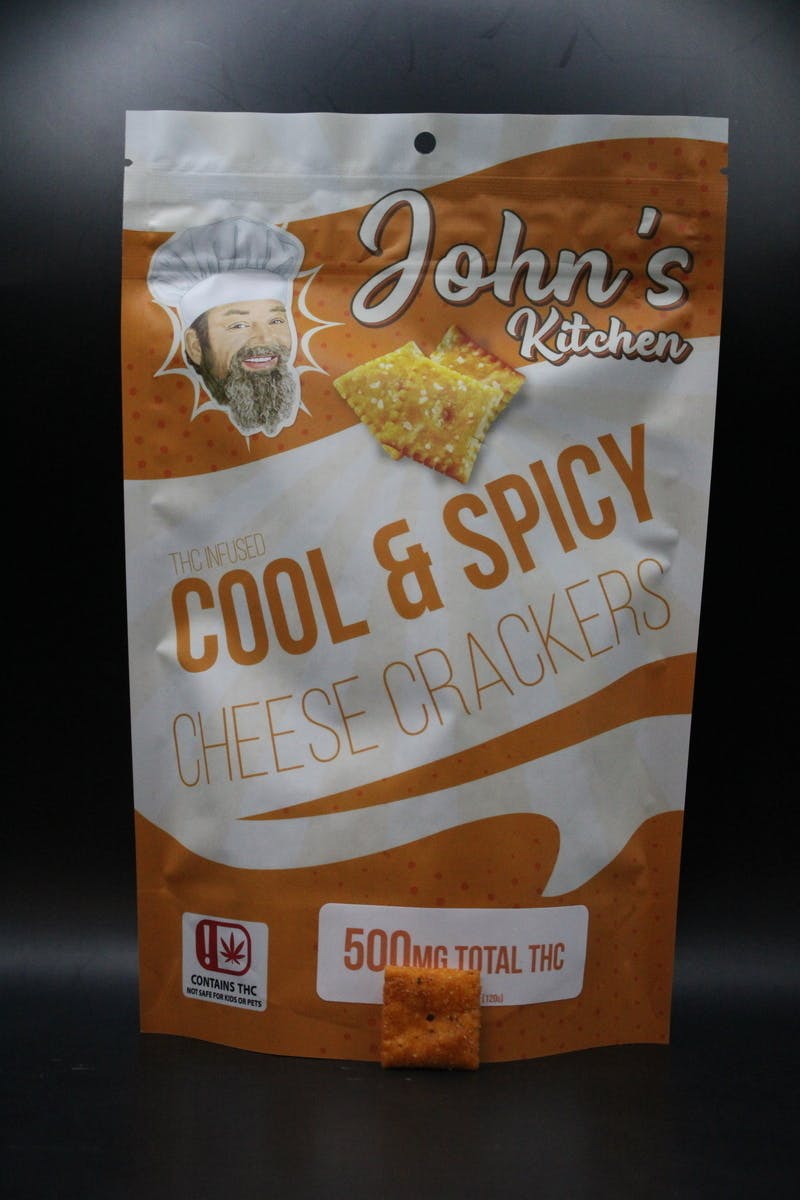 John's
Kitchen
THC INFUSED
COOL & SPICY
CHEESE CRACKERS
500MG TOTAL THC
(120g)
!
CONTAINS THC
NOT SAFE FOR KIDS OR PETS